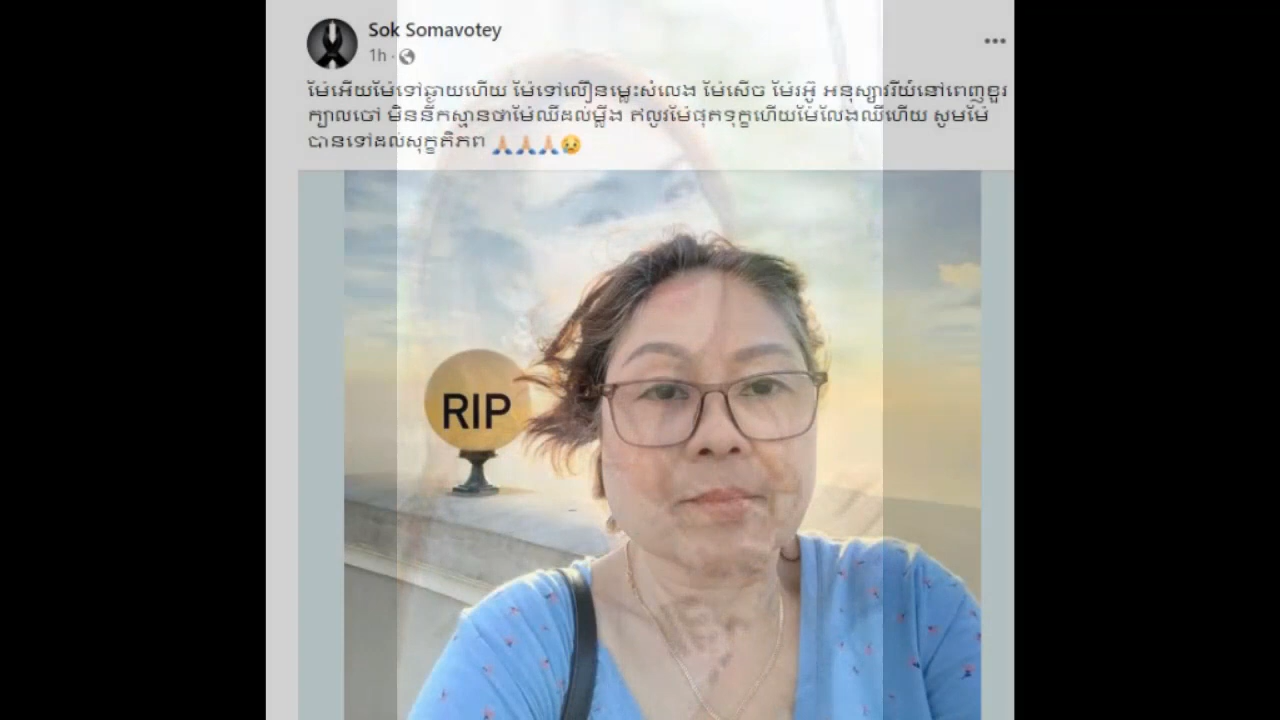 Sok Somavotey
1h ·
ម៉ែអើយម៉ែទៅឆ្ងាយហើយ ម៉ែទៅលឿនម្លេះសំលេង ម៉ែសើច ម៉ែរអ៊ូ អនុស្សាវរីយ៍នៅពេញខួរ
ក្បាលចៅ មិននឹកស្មានថាម៉ែឈឺដល់ម្លឹង ឥលូវម៉ែផុតទុក្ខហើយម៉ែលែងឈឺហើយ សូមម៉ែ
បានទៅដល់សុក្ខតិភព 🙏🙏🙏😢
RIP